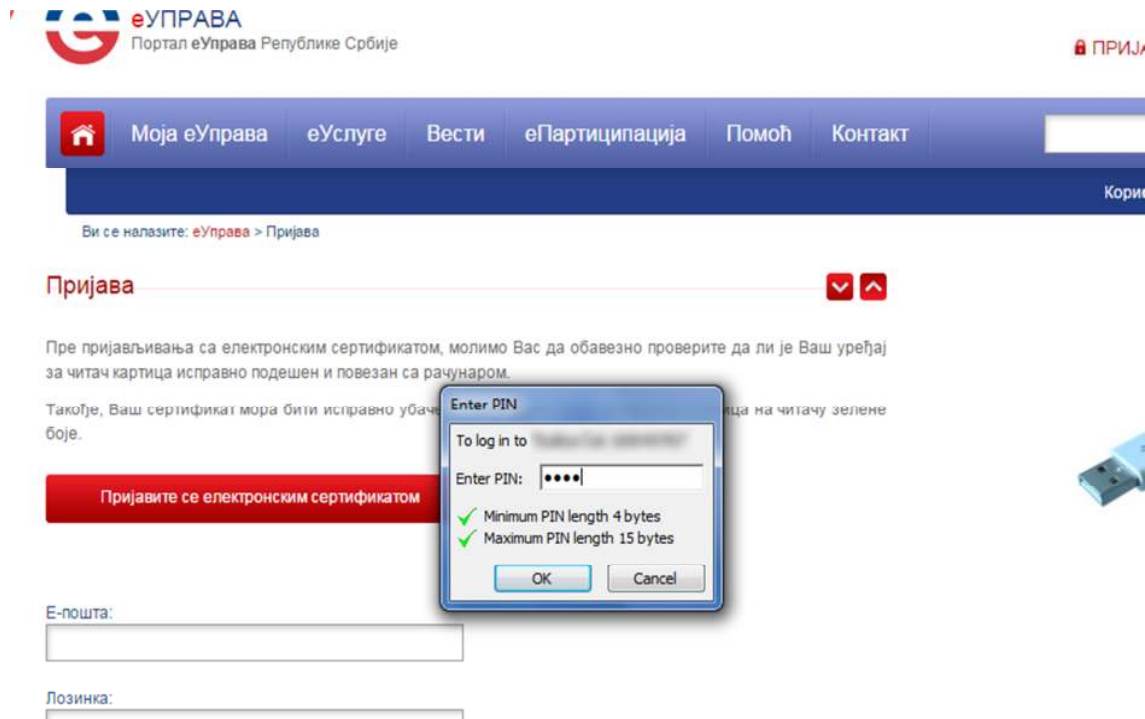 еУПРАВА
Портал еУправа Републике Србије
ПРИЈА
Моја еУправа еУслуге Вести еПартиципација Помоћ Контакт
Ви се налазите: еУправа > Пријава
Пријава
Пре пријављивања са електронским сертификатом, молимо Вас да обавезно проверите да ли је Ваш уређај
за читач картица исправно подешен и повезан са рачунаром.
Такође, Ваш сертификат мора бити исправно на читачу зелене
боје.
Пријавите се електронским сертификатом
Enter PIN
To log in to
Enter PIN: ••••
Minimum PIN length 4 bytes
Maximum PIN length 15 bytes
OK Cancel
Е-пошта:
Лозинка: